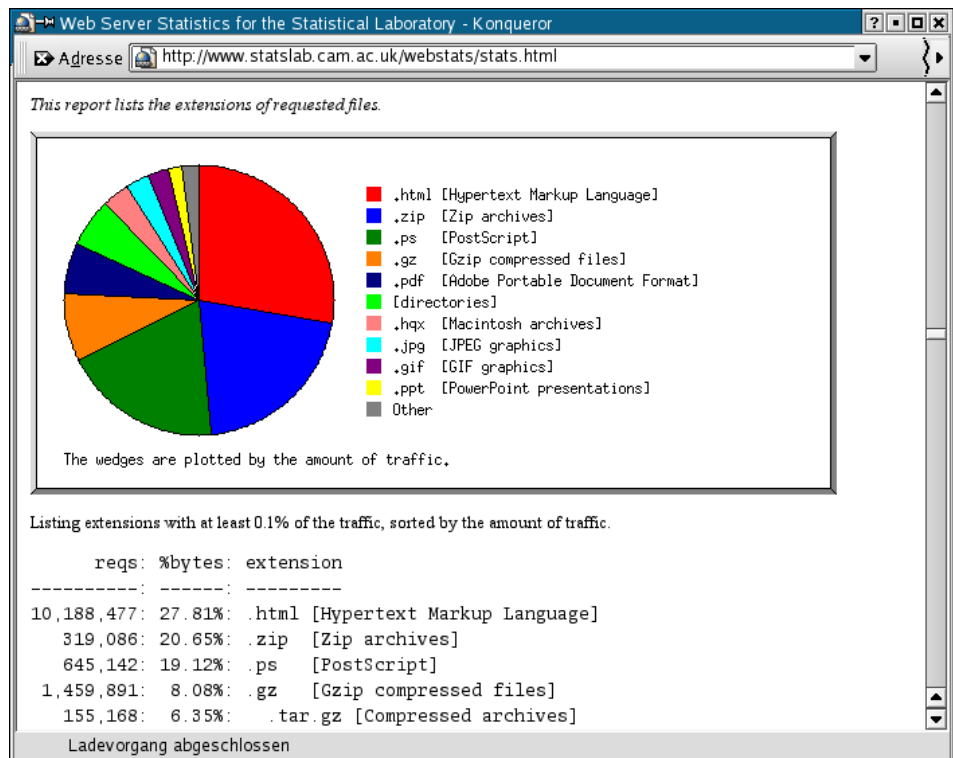 Web Server Statistics for the Statistical Laboratory - Konqueror
Adresse http://www.statslab.cam.ac.uk/webstats/stats.html
This report lists the extensions of requested files.
.html [Hypertext Markup Language]
.zip [Zip archives]
.ps [PostScript]
.gz [Gzip compressed files]
.pdf [Adobe Portable Document Format]
[directories]
.hqx [Macintosh archives]
.jpg [JPEG graphics]
.gif [GIF graphics]
.ppt [PowerPoint presentations]
Other
The wedges are plotted by the amount of traffic.
Listing extensions with at least 0.1% of the traffic, sorted by the amount of traffic.
reqs: %bytes: extension
----------: ------: ---------
10,188,477: 27.81%: .html [Hypertext Markup Language]
319,086: 20.65%: .zip [Zip archives]
645,142: 19.12%: .ps [PostScript]
1,459,891: 8.08%: .gz [Gzip compressed files]
155,168: 6.35%: .tar.gz [Compressed archives]
Ladevorgang abgeschlossen